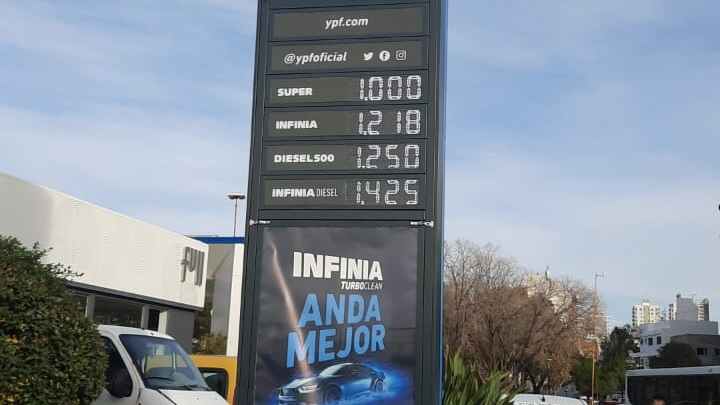 ypf.com
@ypfoficial
SUPER 1.000
INFINIA 1.218
DIESEL500 1.250
INFINIA DIESEL 1.425
INFINIA
TURBOCLEAN
ANDA
MEJOR
full